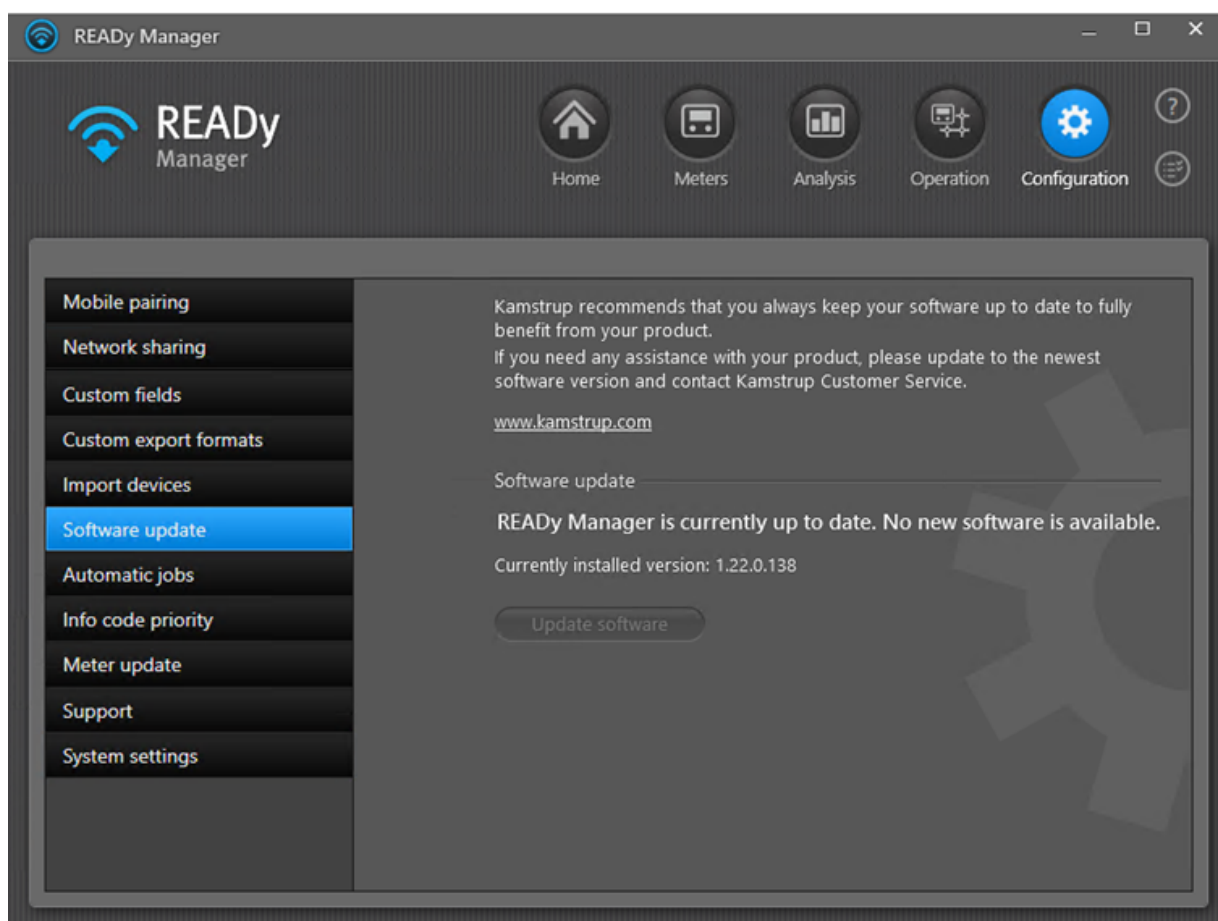 READy Manager
READy
Manager
Home
Meters
Analysis
Operation
Configuration
?
Mobile pairing
Network sharing
Custom fields
Custom export formats
Import devices
Software update
Automatic jobs
Info code priority
Meter update
Support
System settings
Kamstrup recommends that you always keep your software up to date to fully
benefit from your product.
If you need any assistance with your product, please update to the newest
software version and contact Kamstrup Customer Service.
www.kamstrup.com
Software update
READy Manager is currently up to date. No new software is available.
Currently installed version: 1.22.0.138
Update software